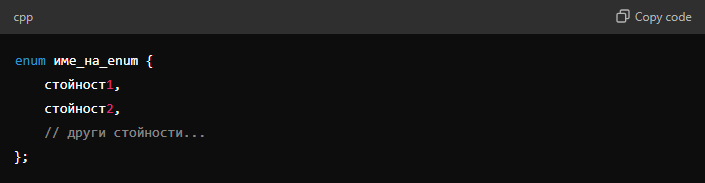 cpp
Copy code
enum име_на_enum {
    стойност1,
    стойност2,
    // други стойности...
};